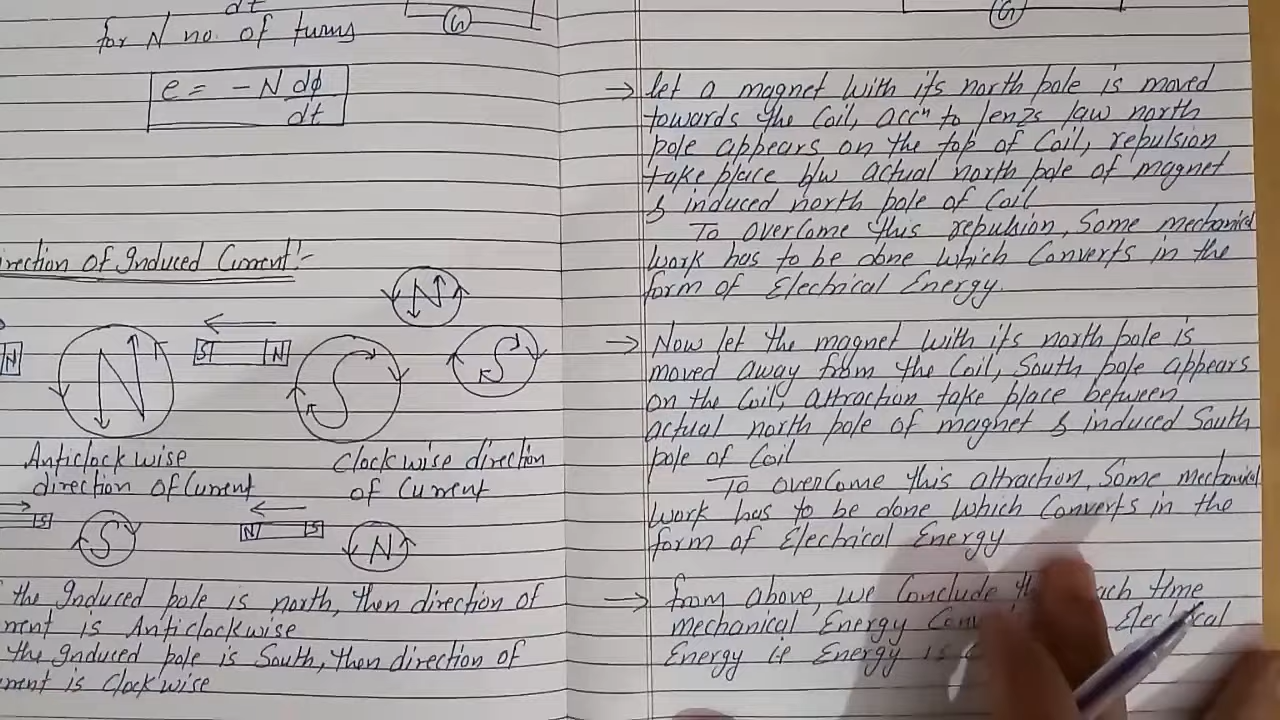 dt
for N no. of turns
G
e = -N dφ
dt
rection of Induced Current:-
N
N
S N
S
N
S
Anticlockwise
direction of Current
Clockwise direction
of Current
S
S
N S
N
the Induced pole is north, then direction of
rrent is Anticlockwise
the Induced pole is South, then direction of
rrent is Clockwise
G
→ let a magnet with its north pole is moved
towards the Coil, accⁿ to lenz's law north
pole appears on the top of Coil, repulsion
take place b/w actual north pole of magnet
& induced north pole of Coil
To overcome this repulsion, Some mechanical
work has to be done which Converts in the
form of Electrical Energy.
→ Now let the magnet with its north pole is
moved away from the Coil, South pole appears
on the Coil, attraction take place between
actual north pole of magnet & induced South
pole of Coil
To overcome this attraction, Some mechanical
work has to be done which Converts in the
form of Electrical Energy
→ from above, we Conclude ach time
mechanical Energy Electrical
Energy ie Energy is